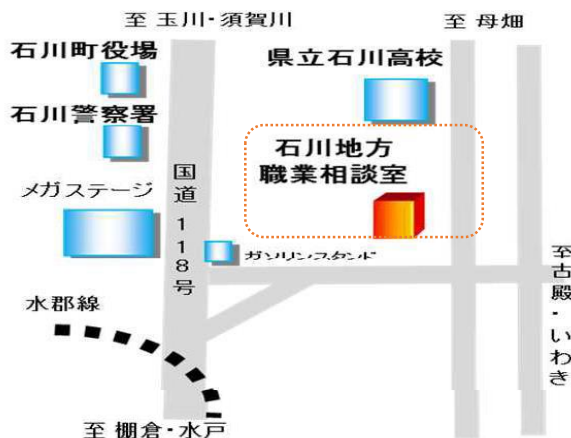 至 玉川・須賀川
至 母畑
石川町役場
県立石川高校
石川警察署
石川地方
職業相談室
メガステージ
国道118号
ガソリンスタンド
至古殿・いわき
水郡線
至 棚倉・水戸